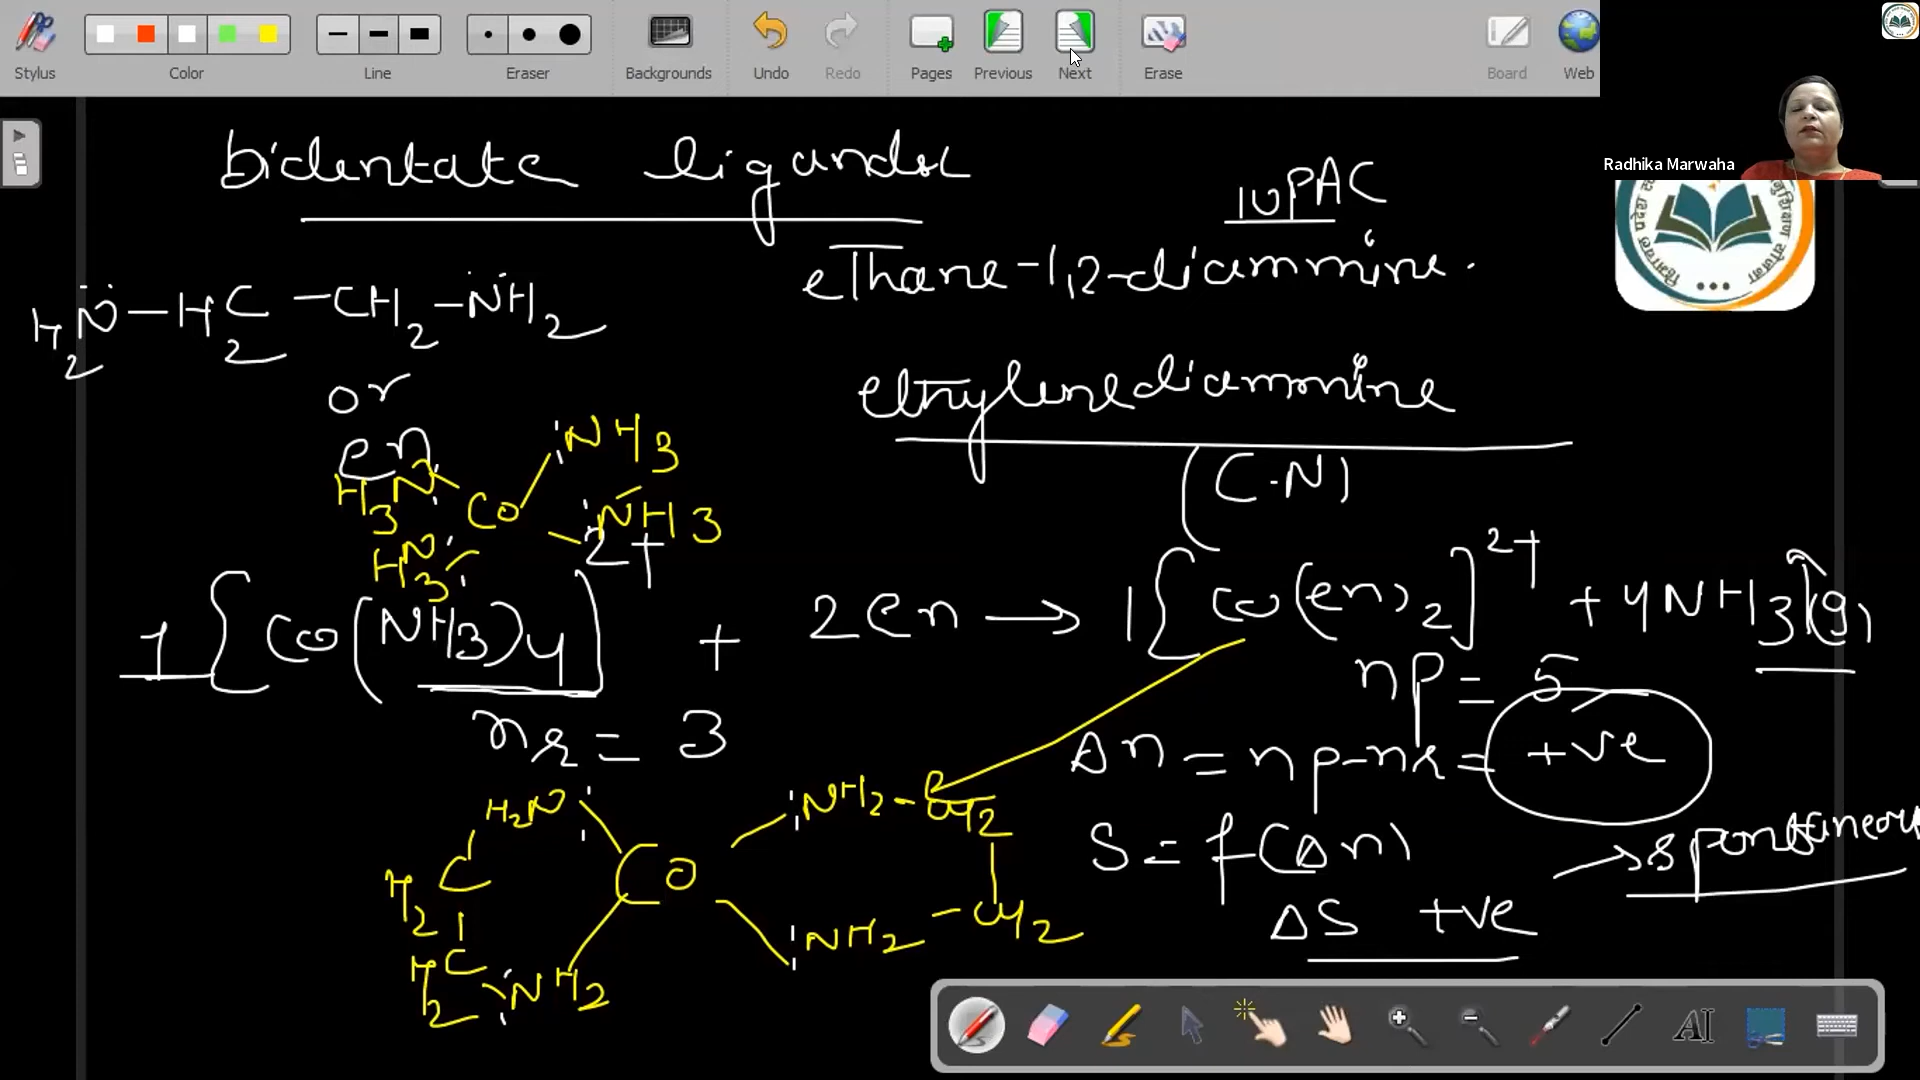 Stylus
Color
Line
Eraser
Backgrounds
Undo
Redo
Pages
Previous
Next
Erase
Board
Web
Radhika Marwaha
bidentate ligands
IUPAC
ethane-1,2-diammine.
H2N̈-H2C-CH2-N̈H2
or
en
ethylenediammine
(C.N)
:NH3
H3N: Co :NH3
H3N:
1[Co(NH3)4]2+ + 2en → 1[Co(en)2]2+ + 4NH3↑(g)
nr = 3
np = 5
Δn = np-nr = +ve
S = f(Δn) → spontaneous
ΔS +ve
H2N: :NH2-CH2
H2C Co
H2C :NH2 :NH2-CH2
AI